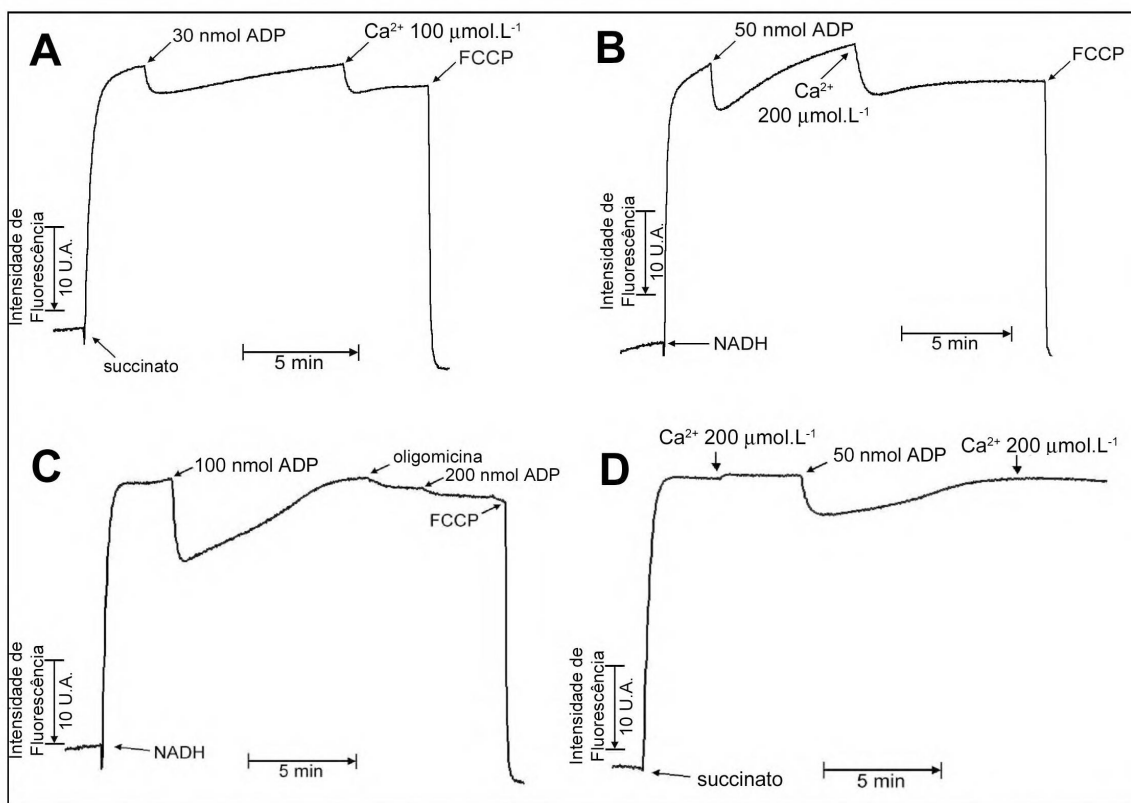 A
30 nmol ADP
Ca²⁺ 100 µmol.L⁻¹
FCCP
Intensidade de
Fluorescência
10 U.A.
5 min
succinato
B
50 nmol ADP
FCCP
Ca²⁺
200 µmol.L⁻¹
Intensidade de
Fluorescência
10 U.A.
5 min
NADH
C
100 nmol ADP
oligomicina
200 nmol ADP
FCCP
Intensidade de
Fluorescência
10 U.A.
NADH
5 min
D
Ca²⁺ 200 µmol.L⁻¹
50 nmol ADP
Ca²⁺ 200 µmol.L⁻¹
Intensidade de
Fluorescência
10 U.A.
succinato
5 min